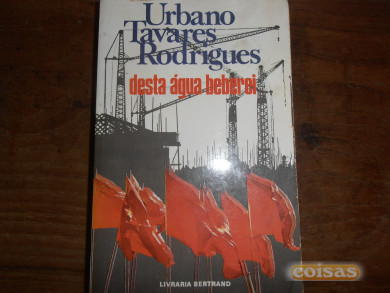 Urbano
Tavares
Rodrigues
desta água beberei
LIVRARIA BERTRAND
coisas